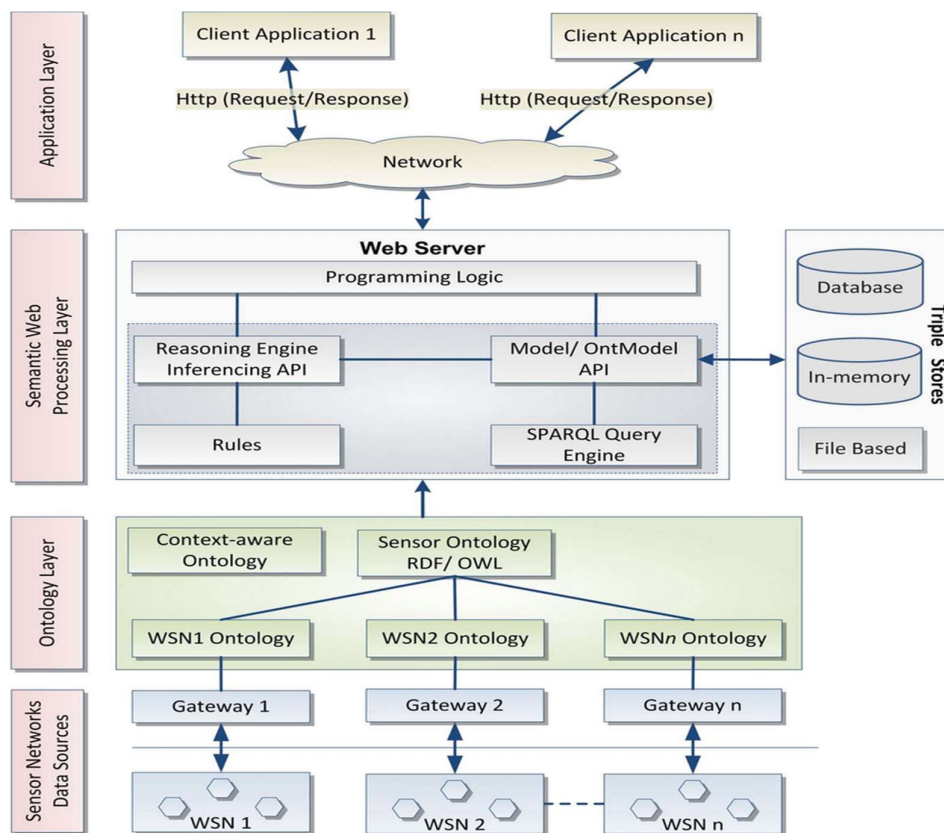 Application Layer
Client Application 1
Client Application n
Http (Request/Response)
Http (Request/Response)
Network
Semantic Web
Processing Layer
Web Server
Programming Logic
Reasoning Engine
Inferencing API
Model/ OntModel
API
Rules
SPARQL Query
Engine
Database
In-memory
File Based
Triple Stores
Ontology Layer
Context-aware
Ontology
Sensor Ontology
RDF/ OWL
WSN1 Ontology
WSN2 Ontology
WSNn Ontology
Sensor Networks
Data Sources
Gateway 1
Gateway 2
Gateway n
WSN 1
WSN 2
WSN n